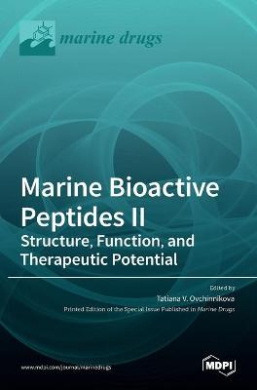 marine drugs
Marine Bioactive
Peptides II
Structure, Function, and
Therapeutic Potential
Edited by
Tatiana V. Ovchinnikova
Printed Edition of the Special Issue Published in Marine Drugs
www.mdpi.com/journal/marinedrugs
MDPI